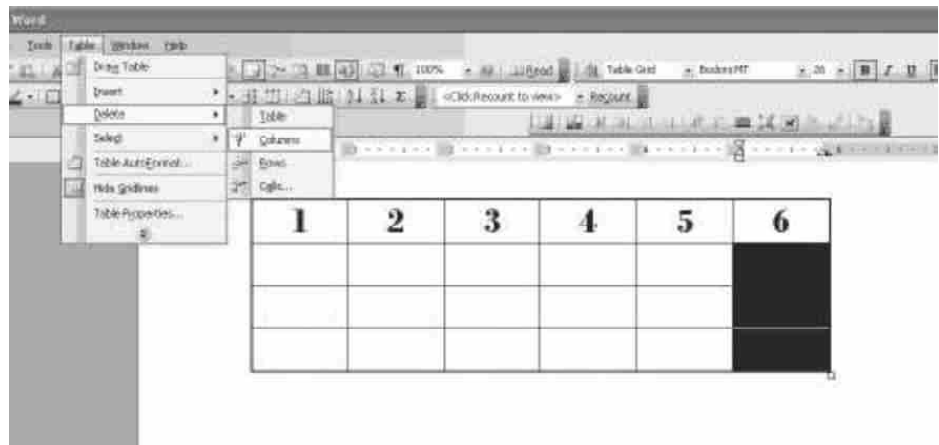 Word
Tools Table Window Help
Draw Table
100% Read Table Grid Bodoni MT 26 B I U
Insert
<Click Recount to view> Recount
Delete Table
Select Columns
Table AutoFormat... Rows
Hide Gridlines Cells...
Table Properties...
1 2 3 4 5 6